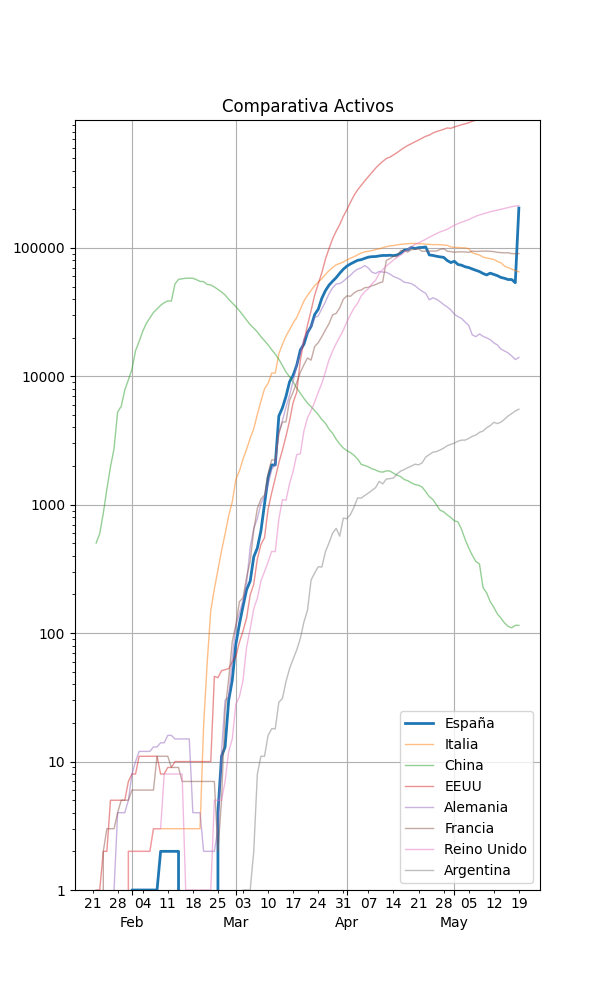 Comparativa Activos
100000
10000
1000
100
10
1
España
Italia
China
EEUU
Alemania
Francia
Reino Unido
Argentina
21 28 04 11 18 25 03 10 17 24 31 07 14 21 28 05 12 19
Feb Mar Apr May